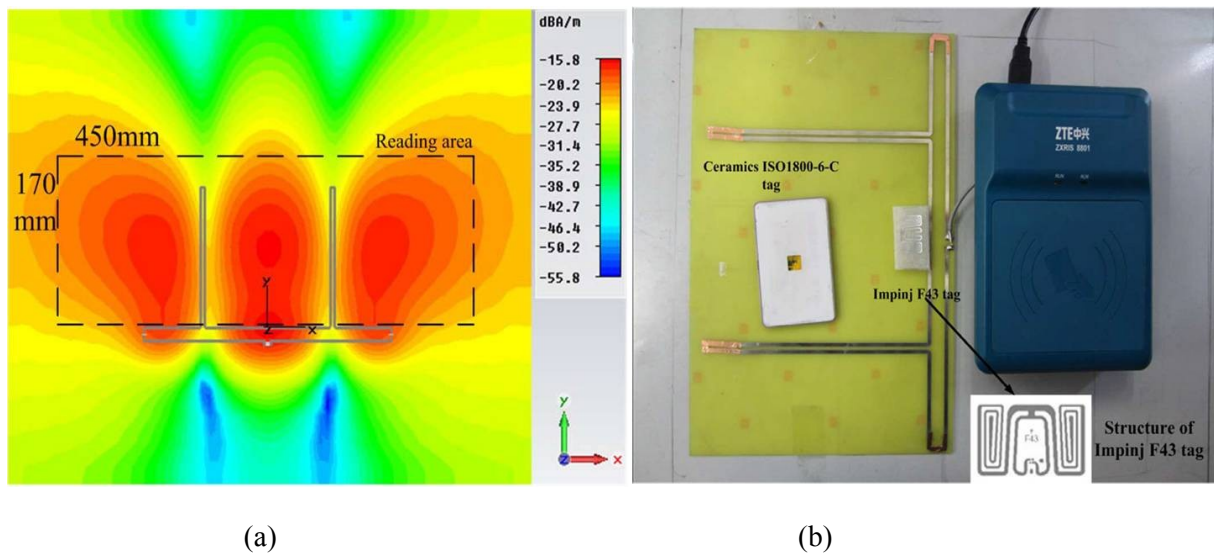 dBA/m
-15.8
-20.2
-23.9
-27.7
-31.4
-35.2
-38.9
-42.7
-46.4
-50.2
-55.8
450mm
Reading area
170
mm
y
z
x
y
z
x
ZTE中兴
ZXRIS 8801
Ceramics ISO1800-6-C
tag
Impinj F43 tag
F43
Structure of
Impinj F43 tag
(a)
(b)